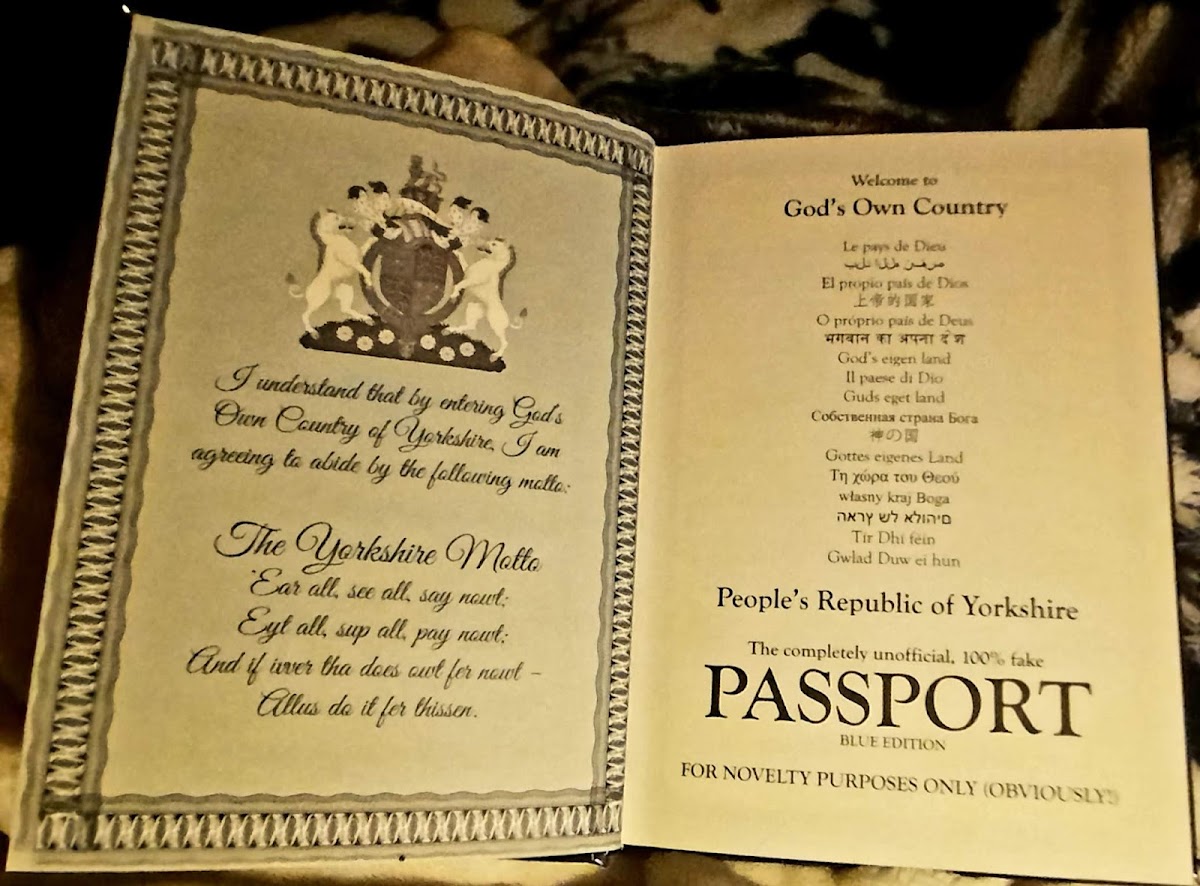 I understand that by entering God's
Own Country of Yorkshire, I am
agreeing to abide by the following motto:
The Yorkshire Motto
'Ear all, see all, say nowt;
Eyt all, sup all, pay nowt;
And if ivver tha does owt fer nowt –
Allus do it fer thissen.
Welcome to
God's Own Country
Le pays de Dieu
El propio país de Dios
上帝的国家
O próprio país de Deus
भगवान का अपना देश
God's eigen land
Il paese di Dio
Guds eget land
Собственная страна Бога
神の国
Gottes eigenes Land
Τη χώρα του Θεού
własny kraj Boga
םיהולא לש ץראה
Tír Dhí féin
Gwlad Duw ei hun
People's Republic of Yorkshire
The completely unofficial, 100% fake
PASSPORT
BLUE EDITION
FOR NOVELTY PURPOSES ONLY (OBVIOUSLY!)